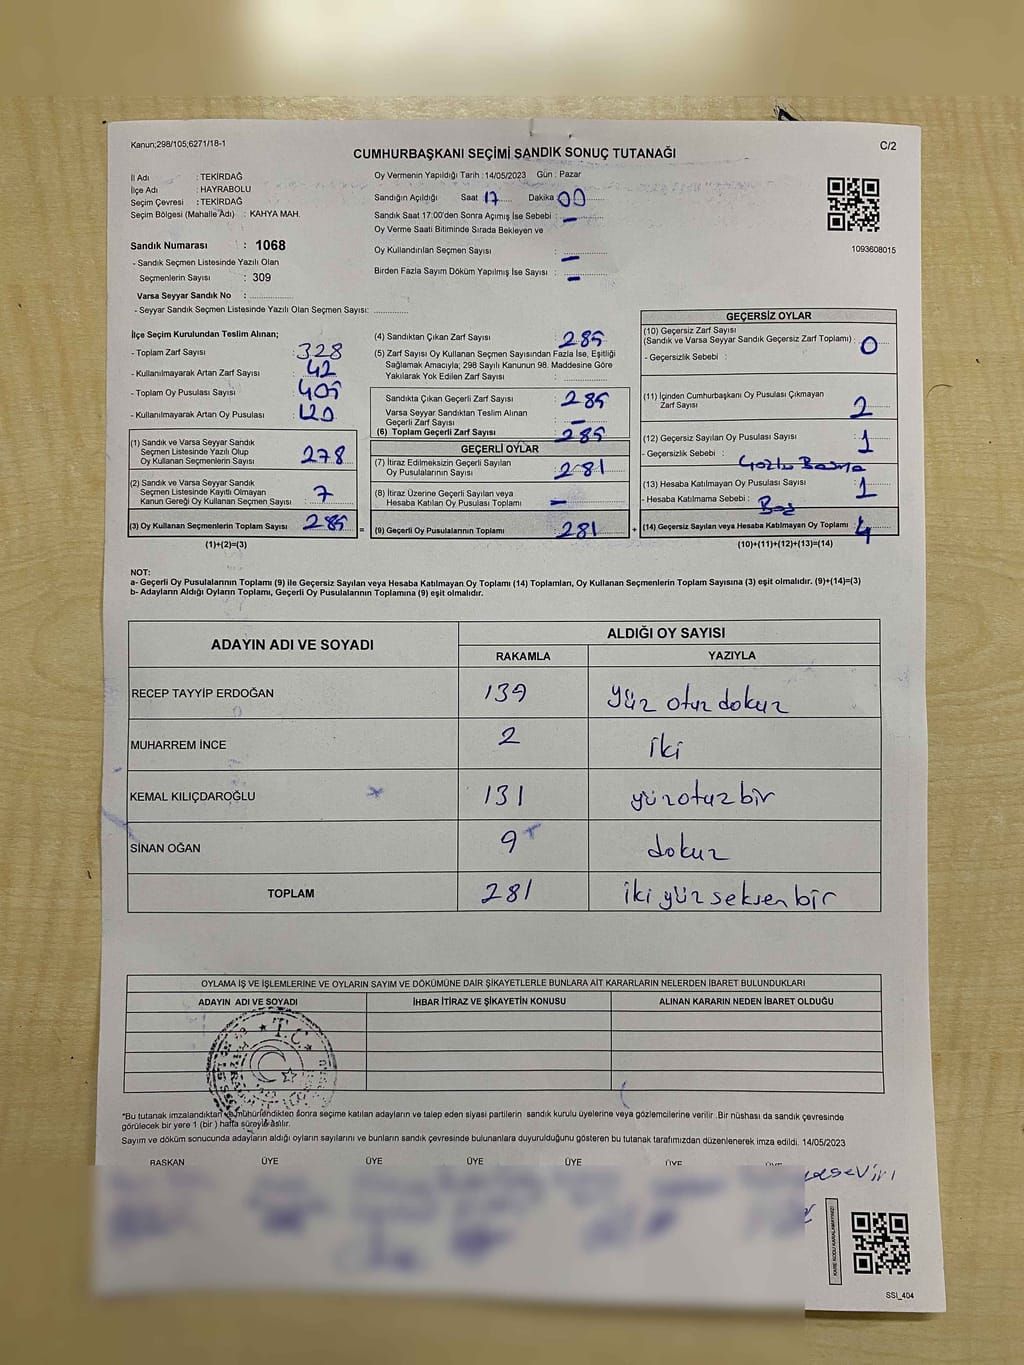 Kanun;298/105;6271/18-1
C/2
CUMHURBAŞKANI SEÇİMİ SANDIK SONUÇ TUTANAĞI
İl Adı : TEKİRDAĞ
İlçe Adı : HAYRABOLU
Seçim Çevresi : TEKİRDAĞ
Seçim Bölgesi (Mahalle Adı) : KAHYA MAH.
Sandık Numarası : 1068
- Sandık Seçmen Listesinde Yazılı Olan
Seçmenlerin Sayısı : 309
Varsa Seyyar Sandık No : ....................
- Seyyar Sandık Seçmen Listesinde Yazılı Olan Seçmen Sayısı: ............
Oy Vermenin Yapıldığı Tarih : 14/05/2023 Gün : Pazar
Sandığın Açıldığı Saat 17 Dakika 00
Sandık Saat 17:00'den Sonra Açımış İse Sebebi : –
Oy Verme Saati Bitiminde Sırada Bekleyen ve
Oy Kullandırılan Seçmen Sayısı : –
Birden Fazla Sayım Döküm Yapılmış İse Sayısı : –
1093608015
İlçe Seçim Kurulundan Teslim Alınan;
- Toplam Zarf Sayısı : 328
- Kullanılmayarak Artan Zarf Sayısı : 42
- Toplam Oy Pusulası Sayısı : 405
- Kullanılmayarak Artan Oy Pusulası : 120
(1) Sandık ve Varsa Seyyar Sandık
Seçmen Listesinde Yazılı Olup
Oy Kullanan Seçmenlerin Sayısı : 278
(2) Sandık ve Varsa Seyyar Sandık
Seçmen Listesinde Kayıtlı Olmayan
Kanun Gereği Oy Kullanan Seçmen Sayısı : 7
(3) Oy Kullanan Seçmenlerin Toplam Sayısı : 285
(1)+(2)=(3)
=
(4) Sandıktan Çıkan Zarf Sayısı : 285
(5) Zarf Sayısı Oy Kullanan Seçmen Sayısından Fazla İse, Eşitliği
Sağlamak Amacıyla; 298 Sayılı Kanunun 98. Maddesine Göre
Yakılarak Yok Edilen Zarf Sayısı : ............
Sandıkta Çıkan Geçerli Zarf Sayısı : 285
Varsa Seyyar Sandıktan Teslim Alınan
Geçerli Zarf Sayısı : –
(6) Toplam Geçerli Zarf Sayısı : 285
GEÇERLİ OYLAR
(7) İtiraz Edilmeksizin Geçerli Sayılan
Oy Pusulalarının Sayısı : 281
(8) İtiraz Üzerine Geçerli Sayılan veya
Hesaba Katılan Oy Pusulası Toplamı : –
(9) Geçerli Oy Pusulalarının Toplamı : 281
+
GEÇERSİZ OYLAR
(10) Geçersiz Zarf Sayısı
(Sandık ve Varsa Seyyar Sandık Geçersiz Zarf Toplamı) : 0
- Geçersizlik Sebebi :
(11) İçinden Cumhurbaşkanı Oy Pusulası Çıkmayan
Zarf Sayısı : 2
(12) Geçersiz Sayılan Oy Pusulası Sayısı : 1
- Geçersizlik Sebebi : Basma
(13) Hesaba Katılmayan Oy Pusulası Sayısı : 1
- Hesaba Katılmama Sebebi : Boş
(14) Geçersiz Sayılan veya Hesaba Katılmayan Oy Toplamı : 4
(10)+(11)+(12)+(13)=(14)
NOT:
a- Geçerli Oy Pusulalarının Toplamı (9) ile Geçersiz Sayılan veya Hesaba Katılmayan Oy Toplamı (14) Toplamları, Oy Kullanan Seçmenlerin Toplam Sayısına (3) eşit olmalıdır. (9)+(14)=(3)
b- Adayların Aldığı Oyların Toplamı, Geçerli Oy Pusulalarının Toplamına (9) eşit olmalıdır.
ADAYIN ADI VE SOYADI ALDIĞI OY SAYISI
RAKAMLA YAZIYLA
RECEP TAYYİP ERDOĞAN 139 yüz otuz dokuz
MUHARREM İNCE 2 iki
KEMAL KILIÇDAROĞLU 131 yüzotuzbir
SİNAN OĞAN 9 dokuz
TOPLAM 281 iki yüz seksen bir
OYLAMA İŞ VE İŞLEMLERİNE VE OYLARIN SAYIM VE DÖKÜMÜNE DAİR ŞİKAYETLERLE BUNLARA AİT KARARLARIN NELERDEN İBARET BULUNDUKLARI
ADAYIN ADI VE SOYADI İHBAR İTİRAZ VE ŞİKAYETİN KONUSU ALINAN KARARIN NEDEN İBARET OLDUĞU
T.C.
*Bu tutanak imzalandıktan ve mühürlendikten sonra seçime katılan adayların ve talep eden siyasi partilerin sandık kurulu üyelerine veya gözlemcilerine verilir .Bir nüshası da sandık çevresinde
görülecek bir yere 1 (bir ) hafta süreyle asılır.
Sayım ve döküm sonucunda adayların aldığı oyların sayılarını ve bunların sandık çevresinde bulunanlara duyurulduğunu gösteren bu tutanak tarafımızdan düzenlenerek imza edildi. 14/05/2023
BAŞKAN ÜYE ÜYE ÜYE ÜYE ÜYE ÜYE
KARE KODU KARALAMAYINIZ!
SSI_404